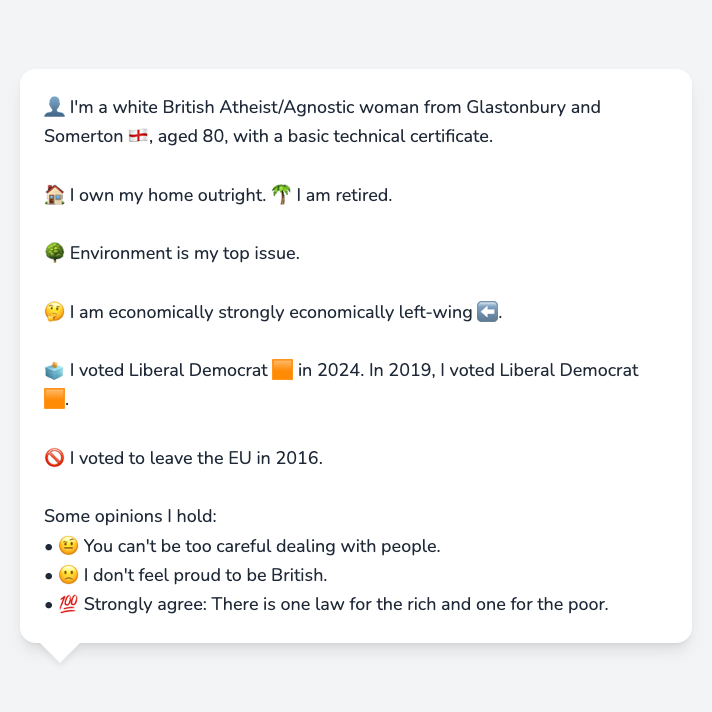 👤 I'm a white British Atheist/Agnostic woman from Glastonbury and
Somerton 🏴󠁧󠁢󠁥󠁮󠁧󠁿, aged 80, with a basic technical certificate.
🏠 I own my home outright. 🌴 I am retired.
🌳 Environment is my top issue.
🤔 I am economically strongly economically left-wing ⬅️.
🗳️ I voted Liberal Democrat 🟧 in 2024. In 2019, I voted Liberal Democrat
🟧.
🚫 I voted to leave the EU in 2016.
Some opinions I hold:
• 🤨 You can't be too careful dealing with people.
• 🙁 I don't feel proud to be British.
• 💯 Strongly agree: There is one law for the rich and one for the poor.